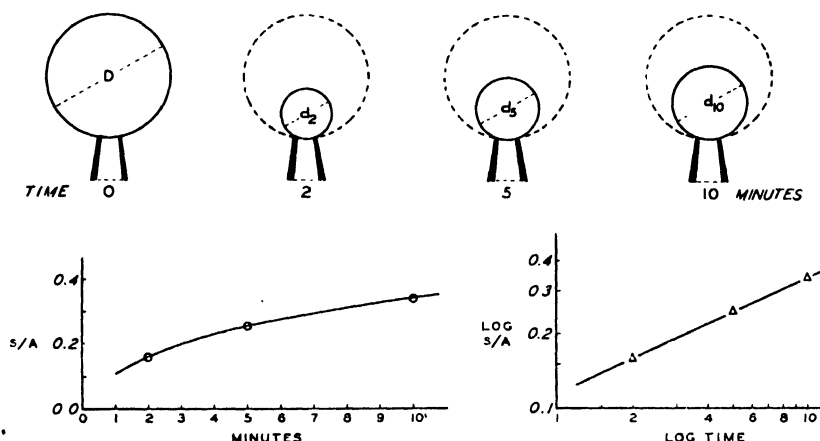 D
d2
d5
d10
TIME 0 2 5 10 MINUTES
0.4
S/A 0.2
0 0
0 1 2 3 4 5 6 7 8 9 10'
MINUTES
0.4
0.3
LOG
S/A
0.2
0.1
1 2 4 6 8 10
LOG TIME